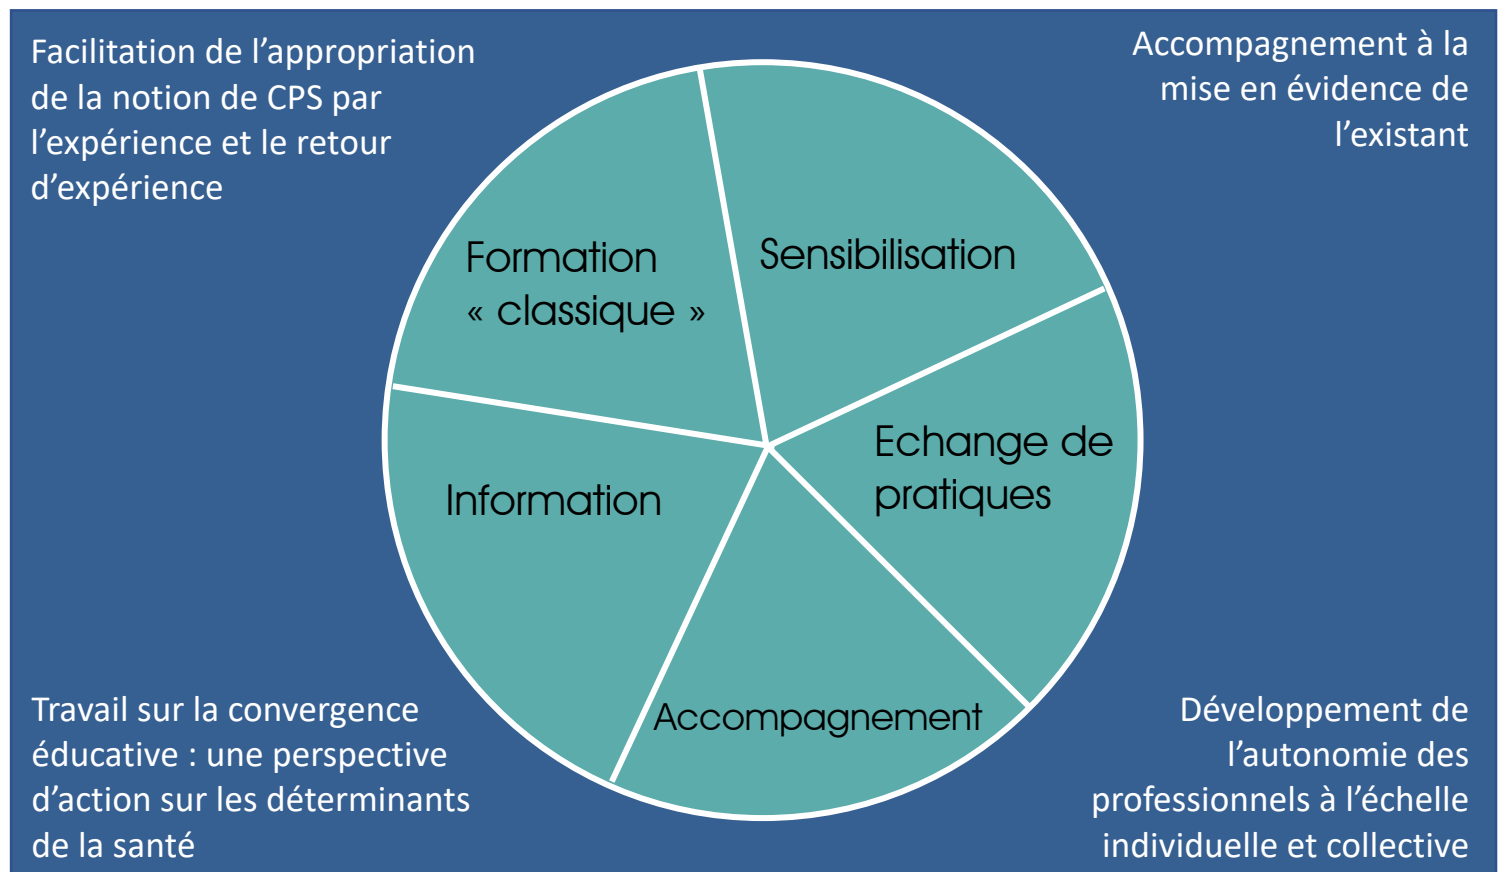 Facilitation de l’appropriation
de la notion de CPS par
l’expérience et le retour
d’expérience
Accompagnement à la
mise en évidence de
l’existant
Formation
« classique »
Sensibilisation
Echange de
pratiques
Information
Accompagnement
Travail sur la convergence
éducative : une perspective
d’action sur les déterminants
de la santé
Développement de
l’autonomie des
professionnels à l’échelle
individuelle et collective